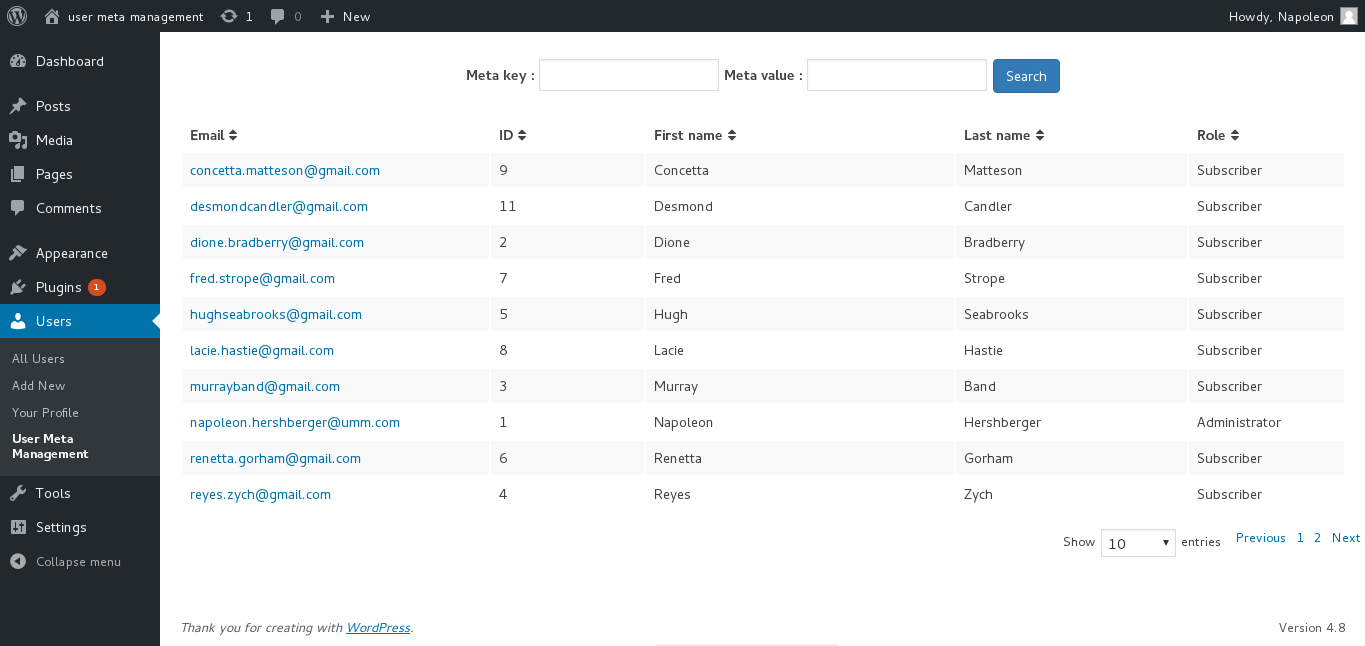 user meta management 1 0 New Howdy, Napoleon
Dashboard
Posts
Media
Pages
Comments
Appearance
Plugins 1
Users
All Users
Add New
Your Profile
User Meta
Management
Tools
Settings
Collapse menu
Meta key : Meta value : Search
Email ID First name Last name Role
concetta.matteson@gmail.com 9 Concetta Matteson Subscriber
desmondcandler@gmail.com 11 Desmond Candler Subscriber
dione.bradberry@gmail.com 2 Dione Bradberry Subscriber
fred.strope@gmail.com 7 Fred Strope Subscriber
hughseabrooks@gmail.com 5 Hugh Seabrooks Subscriber
lacie.hastie@gmail.com 8 Lacie Hastie Subscriber
murrayband@gmail.com 3 Murray Band Subscriber
napoleon.hershberger@umm.com 1 Napoleon Hershberger Administrator
renetta.gorham@gmail.com 6 Renetta Gorham Subscriber
reyes.zych@gmail.com 4 Reyes Zych Subscriber
Show 10 entries Previous 1 2 Next
Thank you for creating with WordPress. Version 4.8